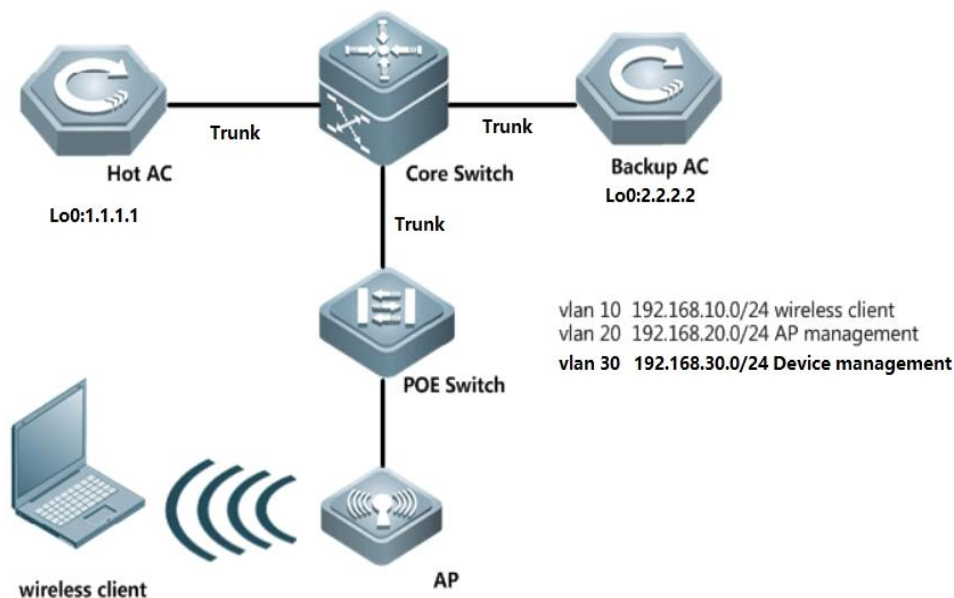 Trunk
Trunk
Hot AC
Core Switch
Backup AC
Lo0:1.1.1.1
Lo0:2.2.2.2
Trunk
vlan 10 192.168.10.0/24 wireless client
vlan 20 192.168.20.0/24 AP management
vlan 30 192.168.30.0/24 Device management
POE Switch
AP
wireless client